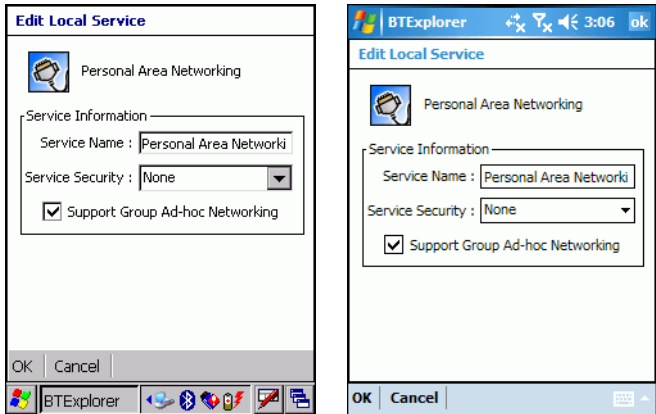 Edit Local Service
Personal Area Networking
Service Information
Service Name : Personal Area Networki
Service Security : None
Support Group Ad-hoc Networking
OK Cancel
BTExplorer
BTExplorer 3:06 ok
Edit Local Service
Personal Area Networking
Service Information
Service Name : Personal Area Networki
Service Security : None
Support Group Ad-hoc Networking
OK Cancel